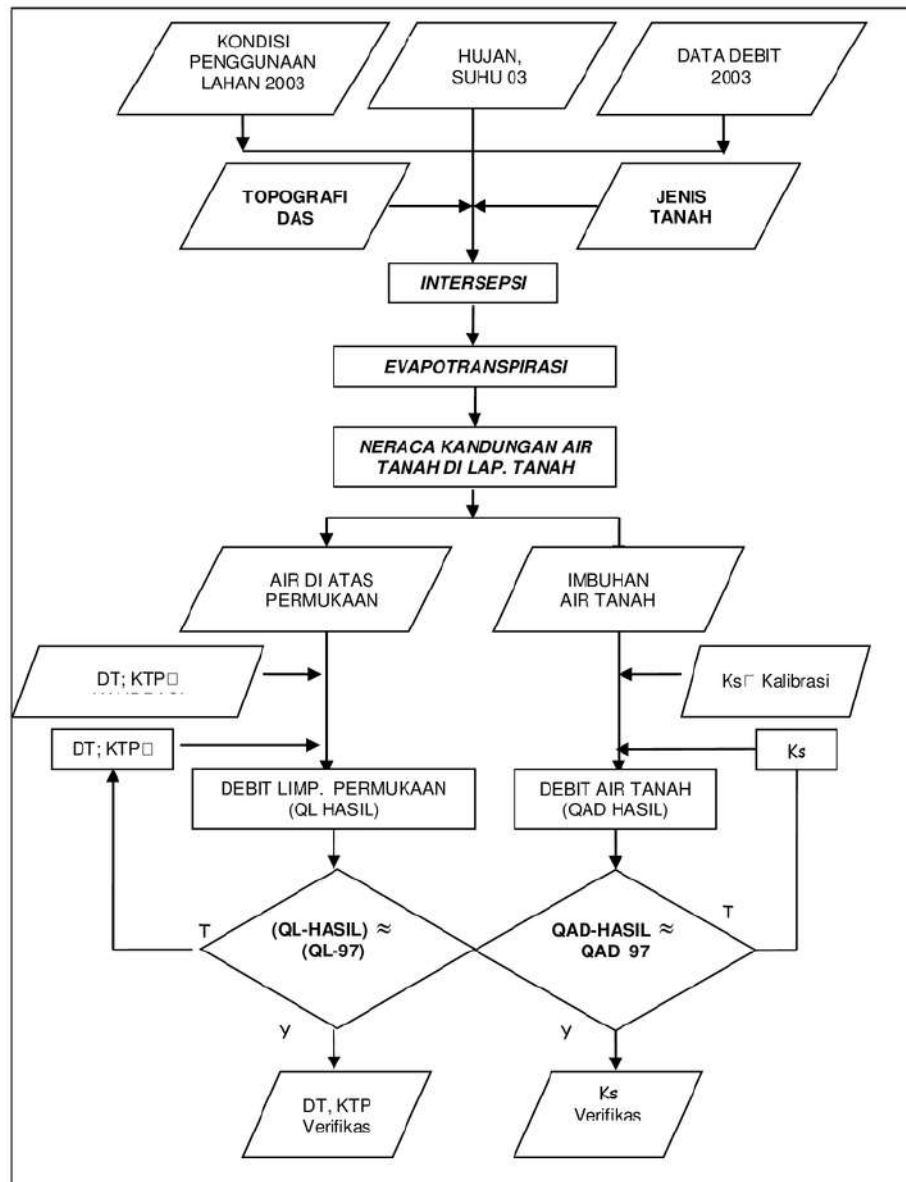 KONDISI
PENGGUNAAN
LAHAN 2003
HUJAN,
SUHU 03
DATA DEBIT
2003
TOPOGRAFI
DAS
JENIS
TANAH
INTERSEPSI
EVAPOTRANSPIRASI
NERACA KANDUNGAN AIR
TANAH DI LAP. TANAH
AIR DI ATAS
PERMUKAAN
IMBUHAN
AIR TANAH
DT; KTP□
Ks□ Kalibrasi
DT; KTP□
Ks
DEBIT LIMP. PERMUKAAN
(QL HASIL)
DEBIT AIR TANAH
(QAD HASIL)
T
(QL-HASIL) ≈
(QL-97)
QAD-HASIL ≈
QAD 97
T
Y
Y
DT, KTP
Verifikas
Ks
Verifikas